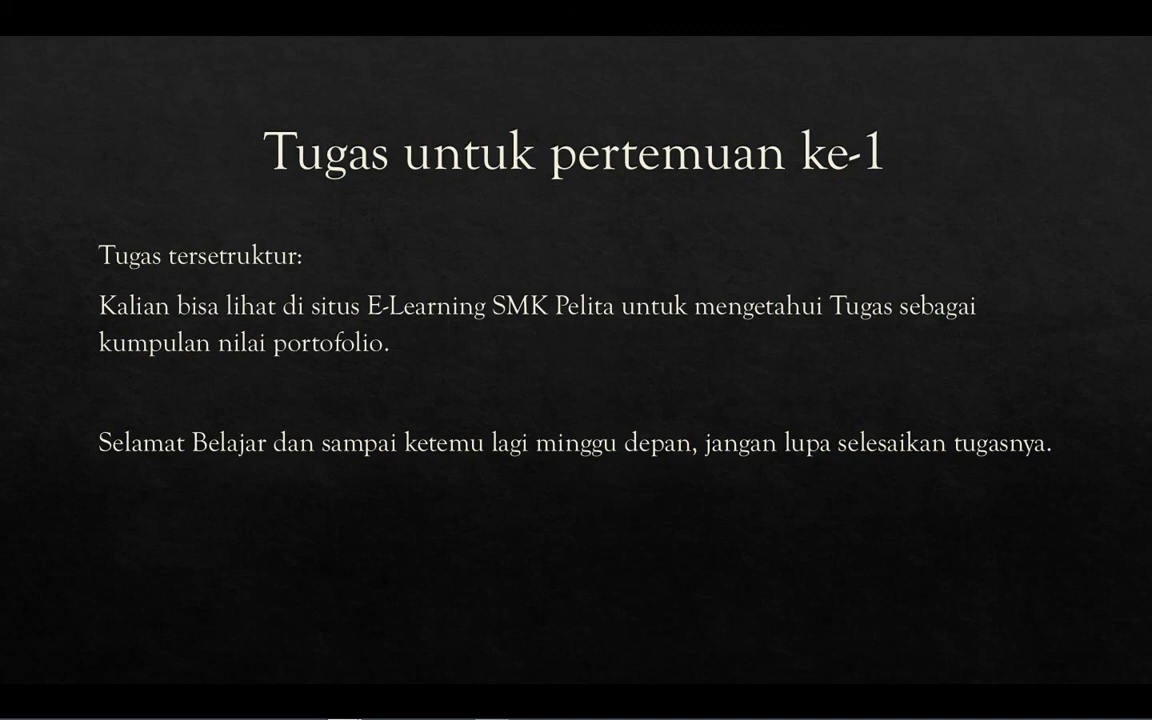 Tugas untuk pertemuan ke-1
Tugas tersetruktur:
Kalian bisa lihat di situs E-Learning SMK Pelita untuk mengetahui Tugas sebagai
kumpulan nilai portofolio.
Selamat Belajar dan sampai ketemu lagi minggu depan, jangan lupa selesaikan tugasnya.